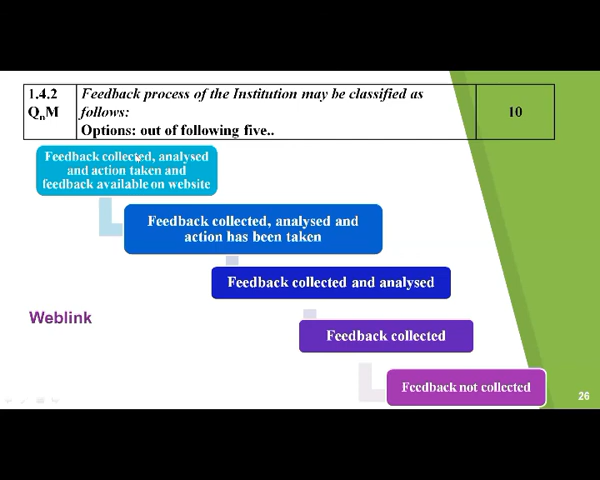 1.4.2
QnM
Feedback process of the Institution may be classified as
follows:
Options: out of following five..
10
Feedback collected, analysed
and action taken and
feedback available on website
Feedback collected, analysed and
action has been taken
Feedback collected and analysed
Weblink
Feedback collected
Feedback not collected
26